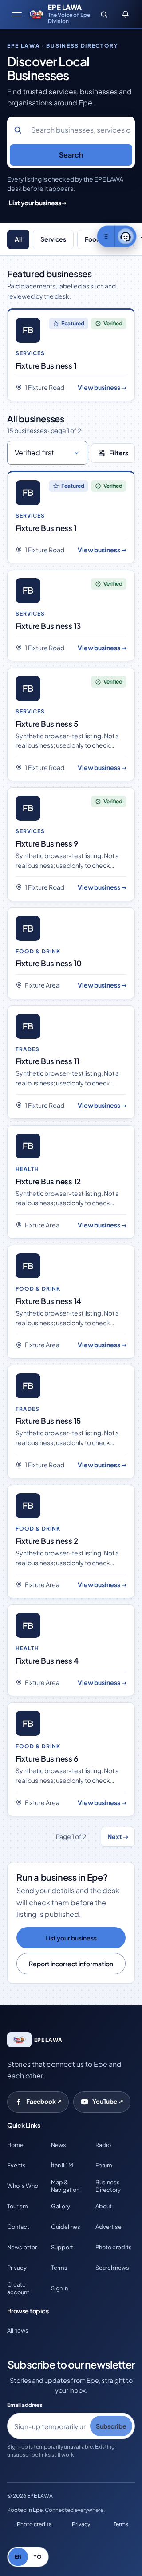 EPE LAWA
The Voice of Epe
Division
EPE LAWA · BUSINESS DIRECTORY
Discover Local
Businesses
Find trusted services, businesses and
organisations around Epe.
Search businesses, services o
Search
Every listing is checked by the EPE LAWA
desk before it appears.
List your business→
All
Services
Foo
Featured businesses
Paid placements, labelled as such and
reviewed by the desk.
FB
Featured
Verified
SERVICES
Fixture Business 1
1 Fixture Road
View business →
All businesses
15 businesses · page 1 of 2
Verified first
Filters
FB
Featured
Verified
SERVICES
Fixture Business 1
1 Fixture Road
View business →
FB
Verified
SERVICES
Fixture Business 13
1 Fixture Road
View business →
FB
Verified
SERVICES
Fixture Business 5
Synthetic browser-test listing. Not a
real business; used only to check…
1 Fixture Road
View business →
FB
Verified
SERVICES
Fixture Business 9
Synthetic browser-test listing. Not a
real business; used only to check…
1 Fixture Road
View business →
FB
FOOD & DRINK
Fixture Business 10
Fixture Area
View business →
FB
TRADES
Fixture Business 11
Synthetic browser-test listing. Not a
real business; used only to check…
1 Fixture Road
View business →
FB
HEALTH
Fixture Business 12
Synthetic browser-test listing. Not a
real business; used only to check…
Fixture Area
View business →
FB
FOOD & DRINK
Fixture Business 14
Synthetic browser-test listing. Not a
real business; used only to check…
Fixture Area
View business →
FB
TRADES
Fixture Business 15
Synthetic browser-test listing. Not a
real business; used only to check…
1 Fixture Road
View business →
FB
FOOD & DRINK
Fixture Business 2
Synthetic browser-test listing. Not a
real business; used only to check…
Fixture Area
View business →
FB
HEALTH
Fixture Business 4
Fixture Area
View business →
FB
FOOD & DRINK
Fixture Business 6
Synthetic browser-test listing. Not a
real business; used only to check…
Fixture Area
View business →
Page 1 of 2
Next →
Run a business in Epe?
Send your details and the desk
will check them before the
listing is published.
List your business
Report incorrect information
EPE LAWA
Stories that connect us to Epe and
each other.
Facebook ↗
YouTube ↗
Quick Links
Home
News
Radio
Events
Ìtàn Ilú Mi
Forum
Who is Who
Map &
Navigation
Business
Directory
Tourism
Gallery
About
Contact
Guidelines
Advertise
Newsletter
Support
Photo credits
Privacy
Terms
Search news
Create
account
Sign in
Browse topics
All news
Subscribe to our newsletter
Stories and updates from Epe, straight to
your inbox.
Email address
Sign-up temporarily ur
Subscribe
Sign-up is temporarily unavailable. Existing
unsubscribe links still work.
© 2026 EPE LAWA
Rooted in Epe. Connected everywhere.
Photo credits
Privacy
Terms
EN
YO